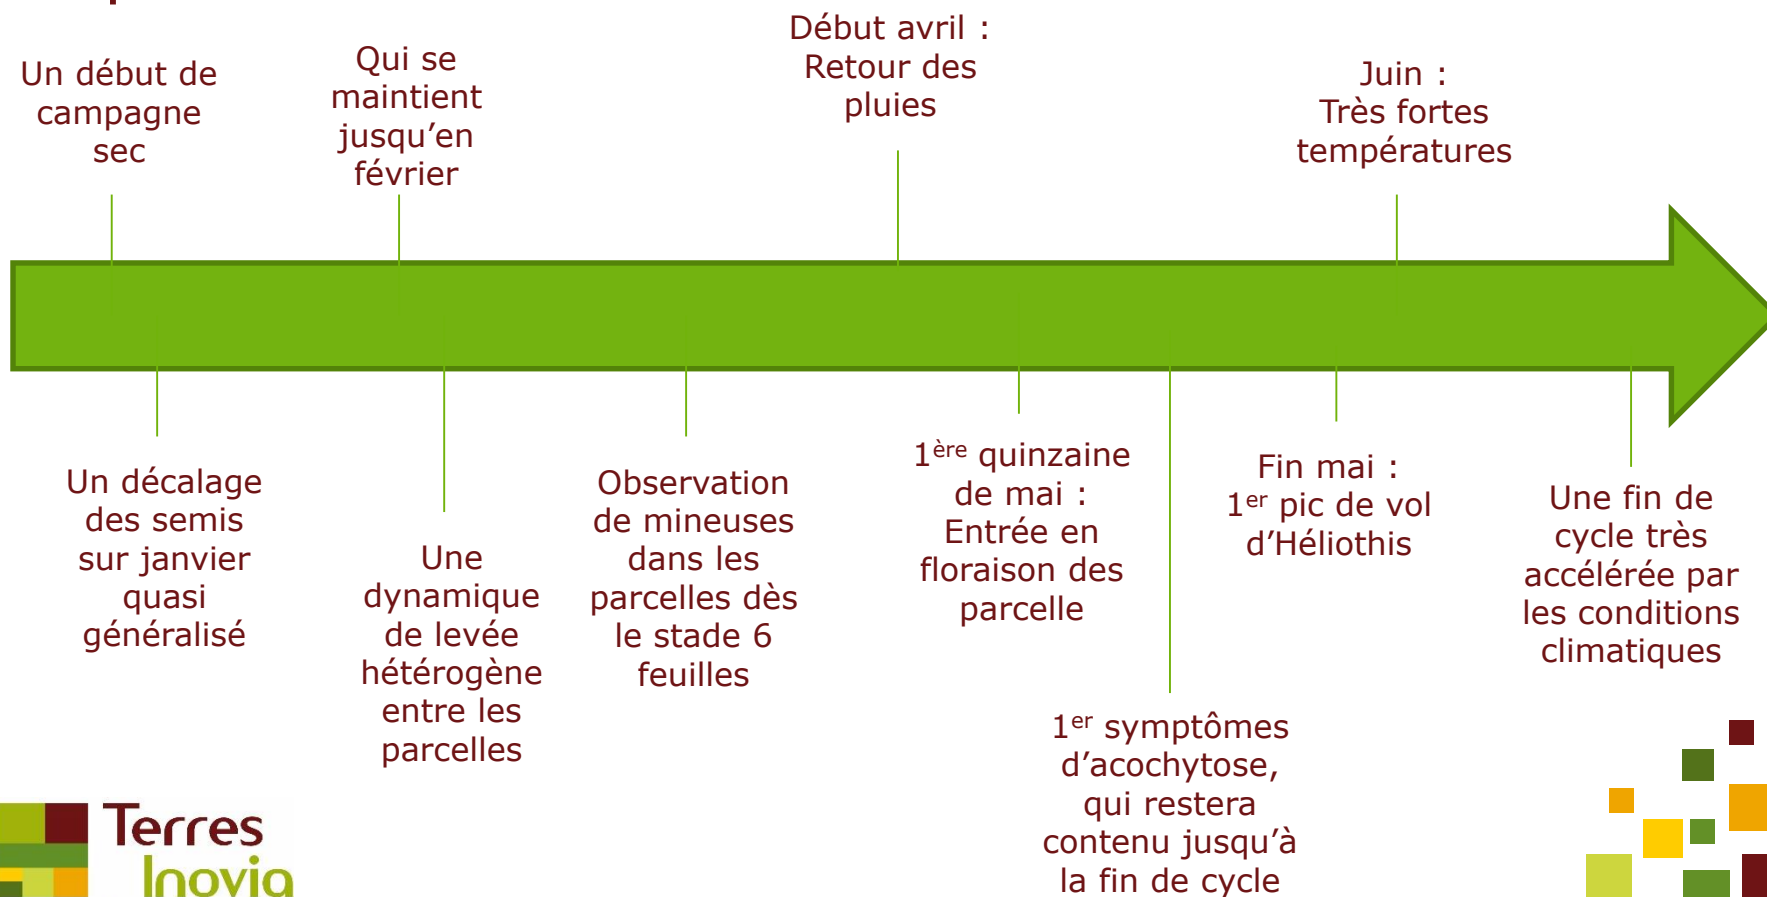 Un début de
campagne
sec
Qui se
maintient
jusqu’en
février
Début avril :
Retour des
pluies
Juin :
Très fortes
températures
Un décalage
des semis
sur janvier
quasi
généralisé
Une
dynamique
de levée
hétérogène
entre les
parcelles
Observation
de mineuses
dans les
parcelles dès
le stade 6
feuilles
1ère quinzaine
de mai :
Entrée en
floraison des
parcelle
1er symptômes
d’acochytose,
qui restera
contenu jusqu’à
la fin de cycle
Fin mai :
1er pic de vol
d’Héliothis
Une fin de
cycle très
accélérée par
les conditions
climatiques
Terres
Inovia